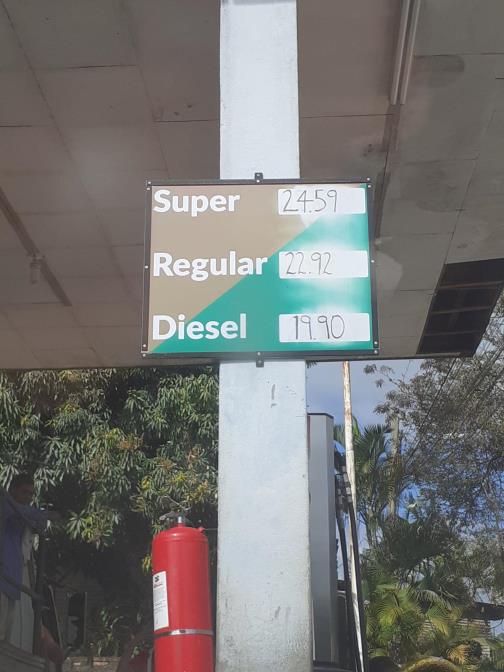 Super 24.59
Regular 22.92
Diesel 19.90